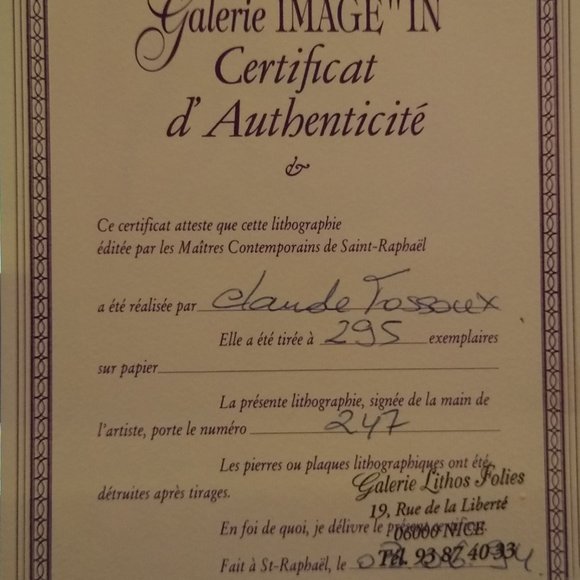 Galerie IMAGE" IN
Certificat
d'Authenticité
Ce certificat atteste que cette lithographie
éditée par les Maîtres Contemporains de Saint-Raphaël
a été réalisée par Claude Tossoux
Elle a été tirée à 295 exemplaires
sur papier
La présente lithographie, signée de la main de
l'artiste, porte le numéro 247
Les pierres ou plaques lithographiques ont été
détruites après tirages.
Galerie Lithos Folies
19, Rue de la Liberté
En foi de quoi, je délivre le présent
06000 NICE
Tél. 93 87 40 33
Fait à St-Raphaël, le